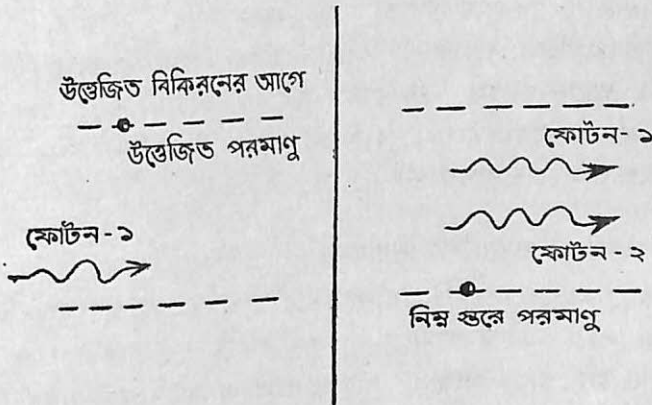 উত্তেজিত বিকিরনের আগে
উত্তেজিত পরমাণু
ফোটন-১
ফোটন-১
ফোটন-২
নিম্ন স্তরে পরমাণু